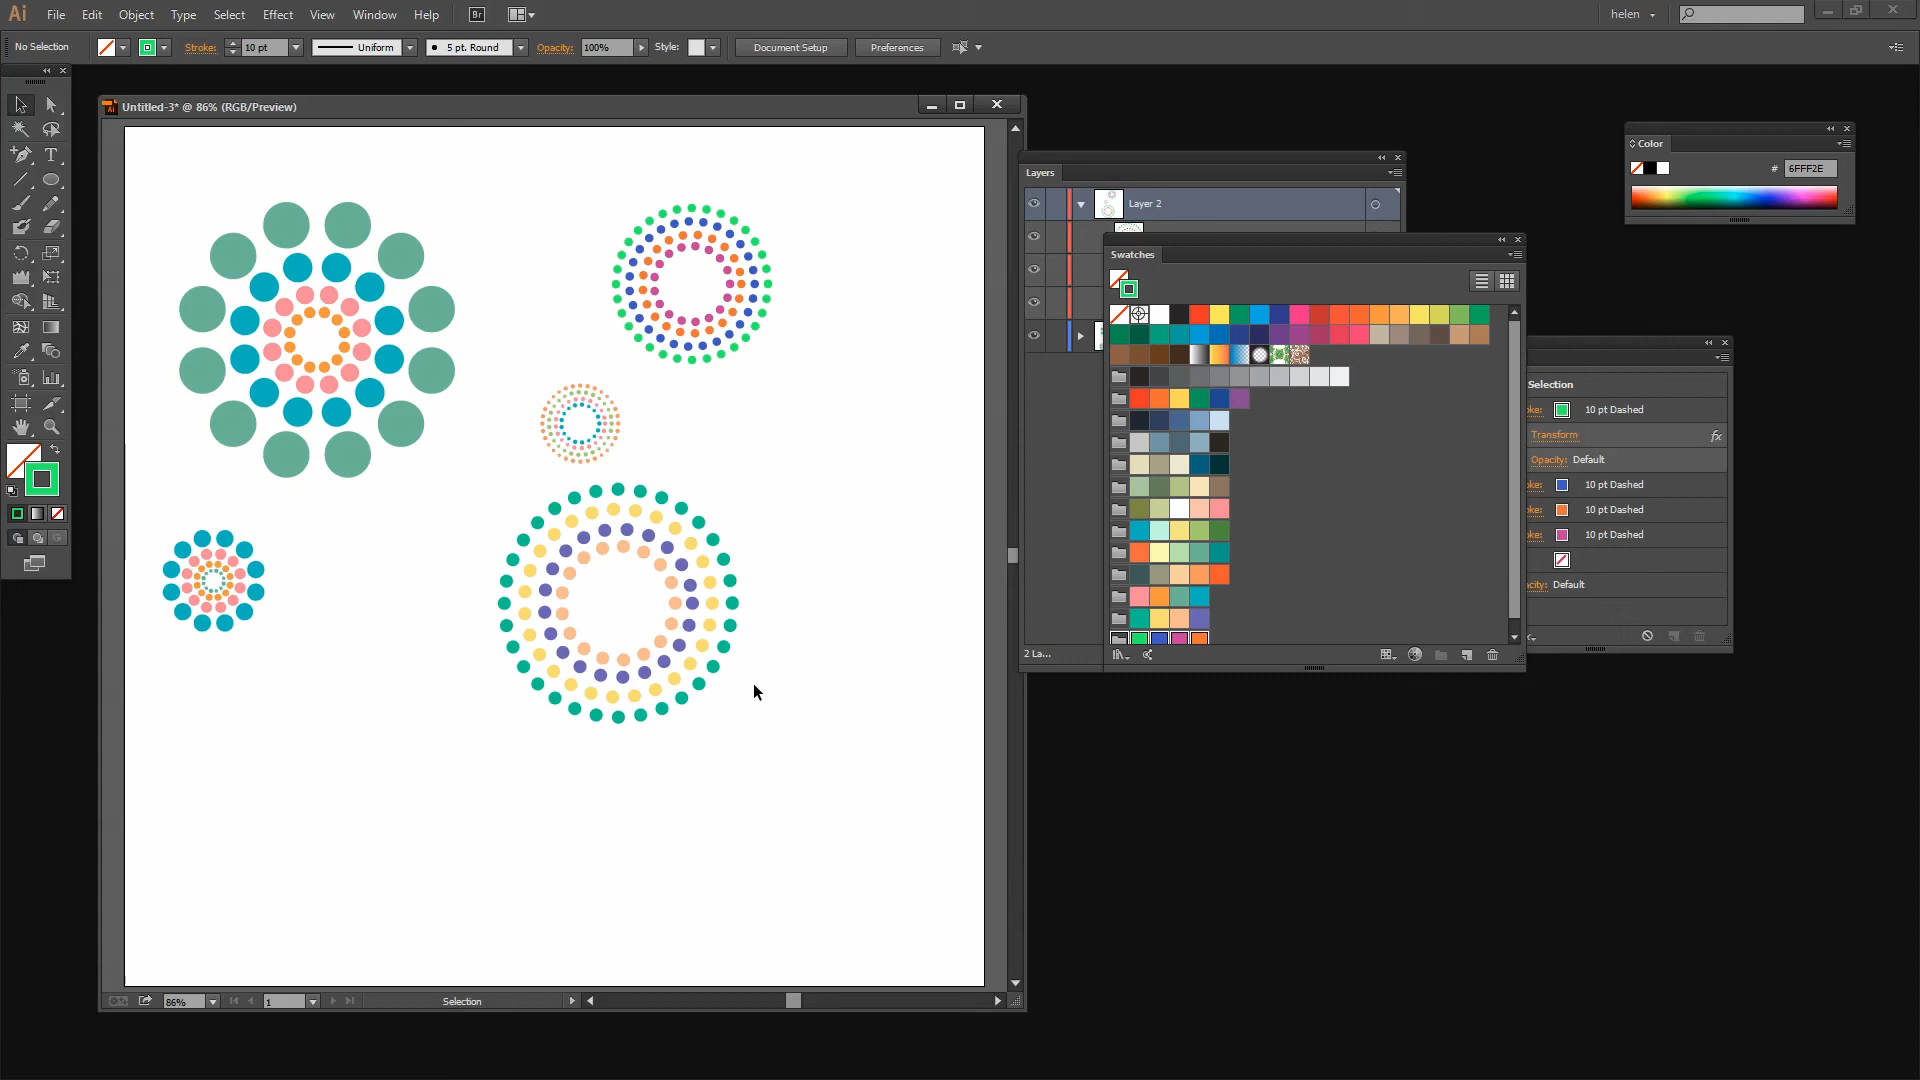 Ai File Edit Object Type Select Effect View Window Help Br helen
No Selection Stroke: 10 pt Uniform 5 pt. Round Opacity: 100% Style: Document Setup Preferences
Untitled-3* @ 86% (RGB/Preview)
Color
# 6FFF2E
Layers
Layer 2
Swatches
Selection
10 pt Dashed
Transform fx
Opacity: Default
10 pt Dashed
10 pt Dashed
10 pt Dashed
Default
2 La...
86% 1 Selection